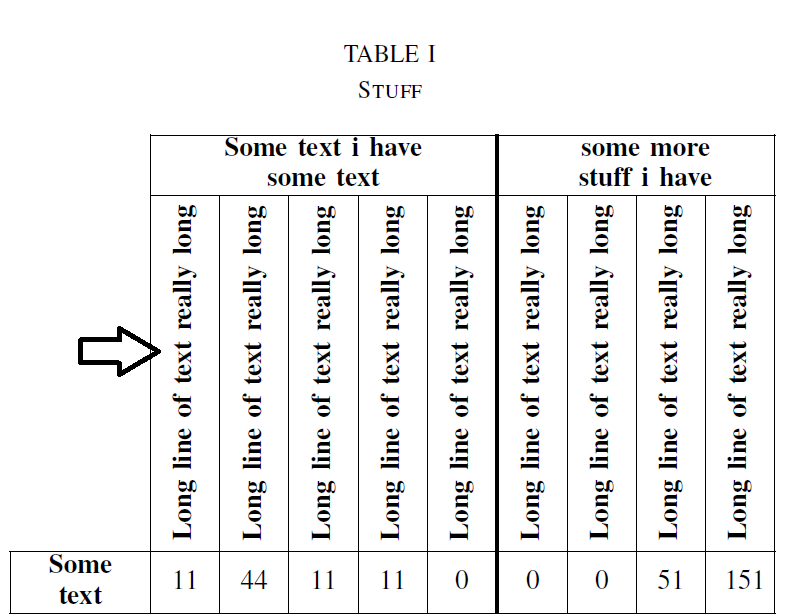 TABLE I
STUFF
Some text i have
some text
some more
stuff i have
Long line of text really long
Long line of text really long
Long line of text really long
Long line of text really long
Long line of text really long
Long line of text really long
Long line of text really long
Long line of text really long
Long line of text really long
Some
text
11 44 11 11 0 0 0 51 151